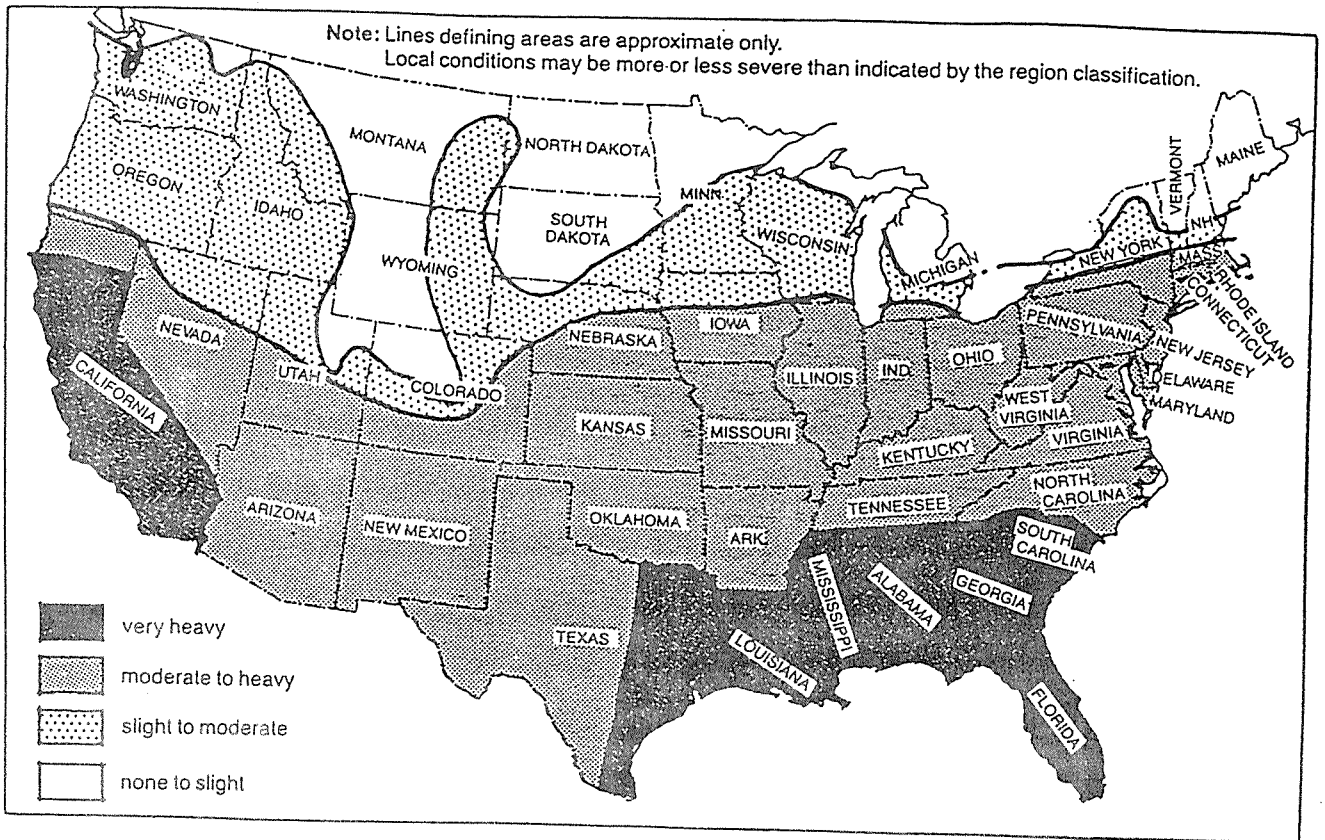 Note: Lines defining areas are approximate only.
Local conditions may be more or less severe than indicated by the region classification.
WASHINGTON
MONTANA
NORTH DAKOTA
MINN.
VERMONT
MAINE
OREGON
IDAHO
SOUTH
DAKOTA
WISCONSIN
MICHIGAN
NEW YORK
NH
MASS
WYOMING
RHODE ISLAND
CONNECTICUT
NEVADA
NEBRASKA
IOWA
PENNSYLVANIA
NEW JERSEY
CALIFORNIA
UTAH
COLORADO
ILLINOIS
IND.
OHIO
DELAWARE
MARYLAND
WEST
VIRGINIA
KANSAS
MISSOURI
KENTUCKY
VIRGINIA
ARIZONA
NEW MEXICO
OKLAHOMA
ARK.
TENNESSEE
NORTH
CAROLINA
SOUTH
CAROLINA
MISSISSIPPI
ALABAMA
GEORGIA
TEXAS
LOUISIANA
FLORIDA
very heavy
moderate to heavy
slight to moderate
none to slight